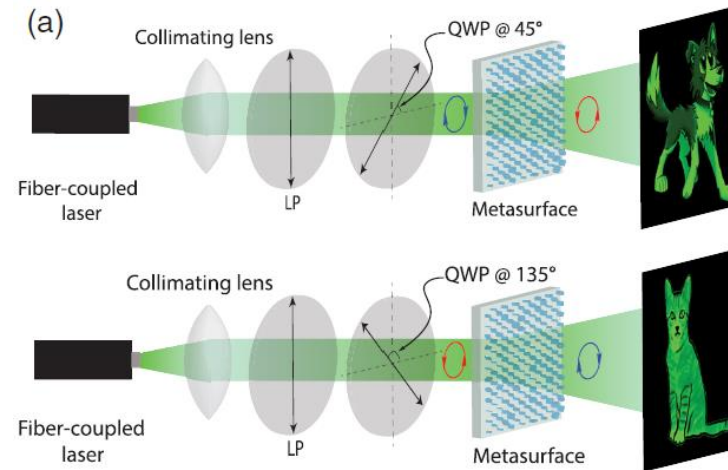 (a)
Collimating lens
QWP @ 45°
Fiber-coupled
laser
LP
Metasurface
Collimating lens
QWP @ 135°
Fiber-coupled
laser
LP
Metasurface